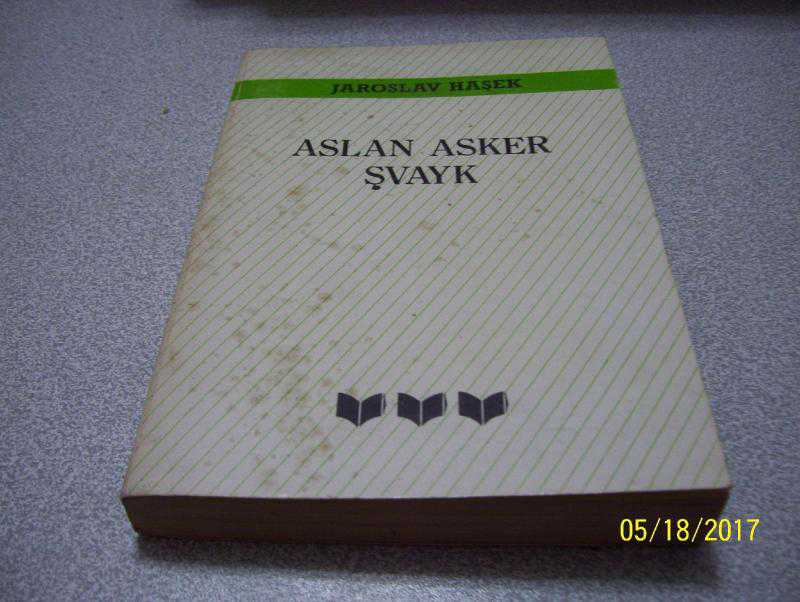 JAROSLAV HAŞEK
ASLAN ASKER
ŞVAYK
05/18/2017